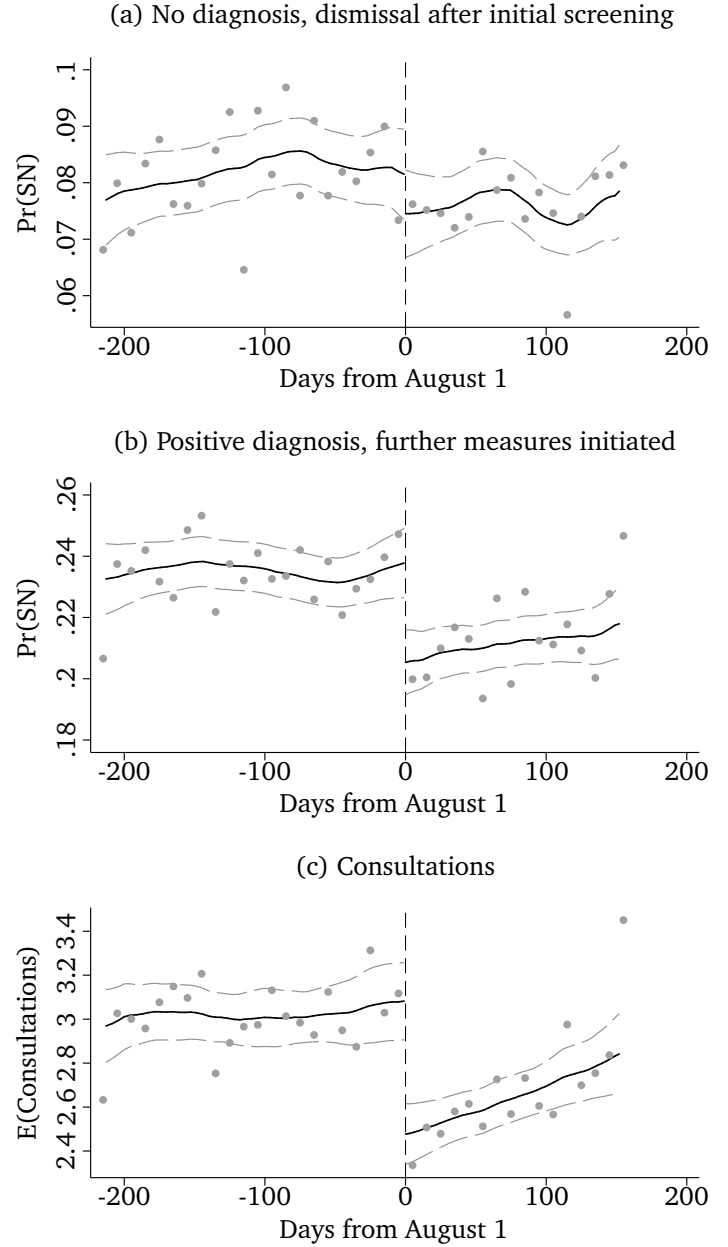 (a) No diagnosis, dismissal after initial screening
.1
.09
.08
.07
.06
Pr(SN)
-200 -100 0 100 200
Days from August 1
(b) Positive diagnosis, further measures initiated
.26
.24
.22
.2
.18
Pr(SN)
-200 -100 0 100 200
Days from August 1
(c) Consultations
3.4
3.2
3
2.8
2.6
2.4
E(Consultations)
-200 -100 0 100 200
Days from August 1